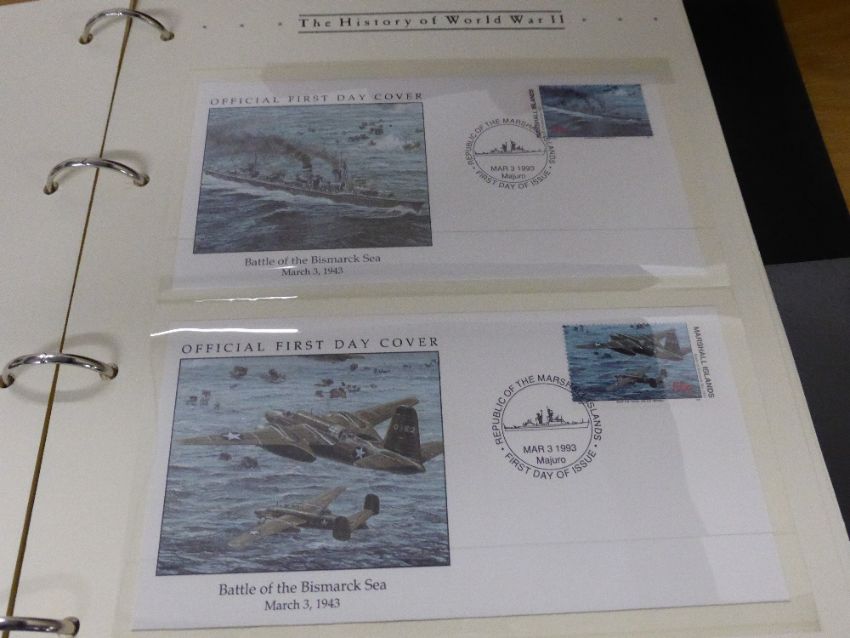 The History of World War II
OFFICIAL FIRST DAY COVER
MARSHALL ISLANDS
REPUBLIC OF THE MARSHALL ISLANDS
MAR 3 1993
Majuro
FIRST DAY OF ISSUE
Battle of the Bismarck Sea
March 3, 1943
OFFICIAL FIRST DAY COVER
MARSHALL ISLANDS
REPUBLIC OF THE MARSHALL ISLANDS
MAR 3 1993
Majuro
FIRST DAY OF ISSUE
Battle of the Bismarck Sea
March 3, 1943